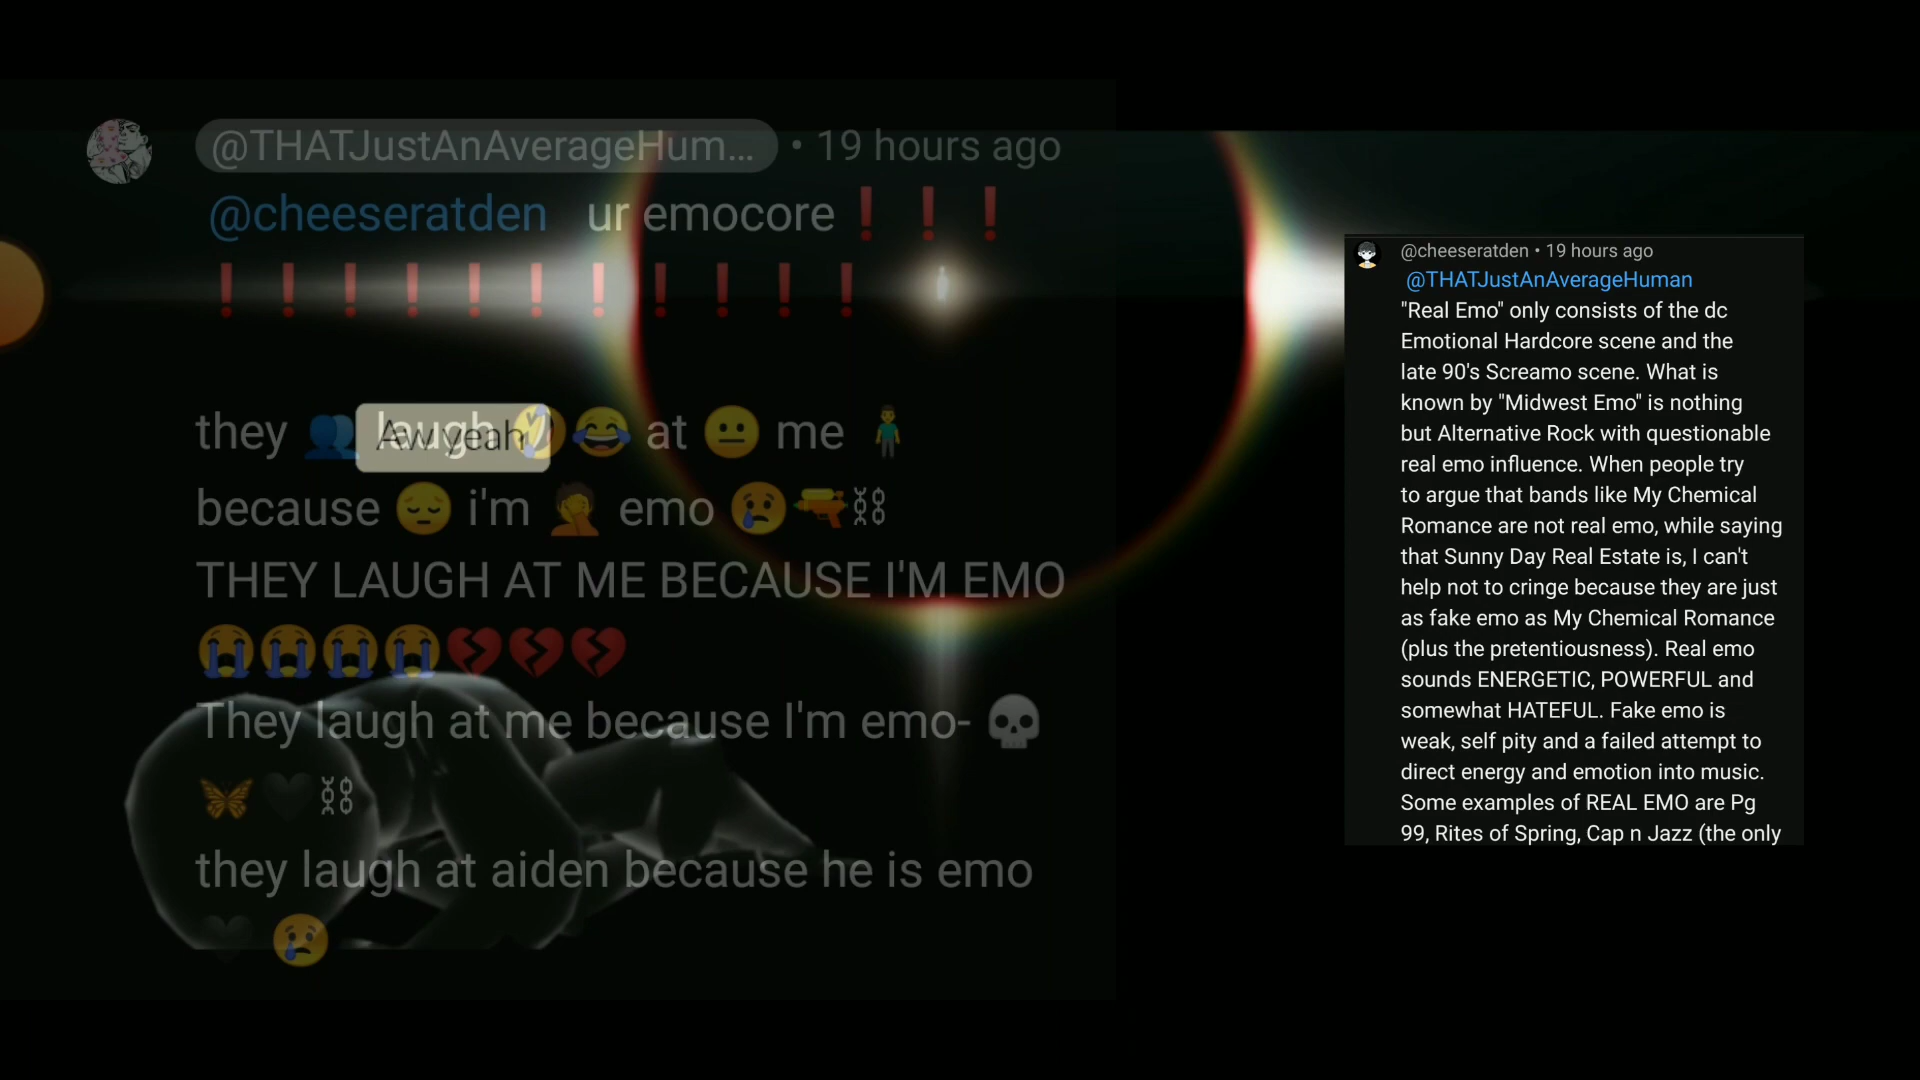 @THATJustAnAverageHum... • 19 hours ago
@cheeseratden ur emocore❗❗❗
❗❗❗❗❗❗❗❗❗❗❗
they 👥 laugh 🤣😂 at 😐 me 🧍‍♂️
Aw yeah
because 😔 i'm 🤦 emo 😢🔫⛓️
THEY LAUGH AT ME BECAUSE I'M EMO
😭😭😭😭💔💔💔
They laugh at me because I'm emo- 💀
🦋🖤⛓️
they laugh at aiden because he is emo
🖤😢
@cheeseratden • 19 hours ago
@THATJustAnAverageHuman
"Real Emo" only consists of the dc
Emotional Hardcore scene and the
late 90's Screamo scene. What is
known by "Midwest Emo" is nothing
but Alternative Rock with questionable
real emo influence. When people try
to argue that bands like My Chemical
Romance are not real emo, while saying
that Sunny Day Real Estate is, I can't
help not to cringe because they are just
as fake emo as My Chemical Romance
(plus the pretentiousness). Real emo
sounds ENERGETIC, POWERFUL and
somewhat HATEFUL. Fake emo is
weak, self pity and a failed attempt to
direct energy and emotion into music.
Some examples of REAL EMO are Pg
99, Rites of Spring, Cap n Jazz (the only